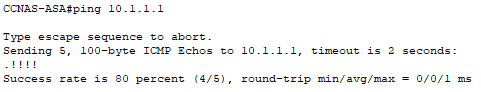 CCNAS-ASA#ping 10.1.1.1
Type escape sequence to abort.
Sending 5, 100-byte ICMP Echos to 10.1.1.1, timeout is 2 seconds:
.!!!!
Success rate is 80 percent (4/5), round-trip min/avg/max = 0/0/1 ms